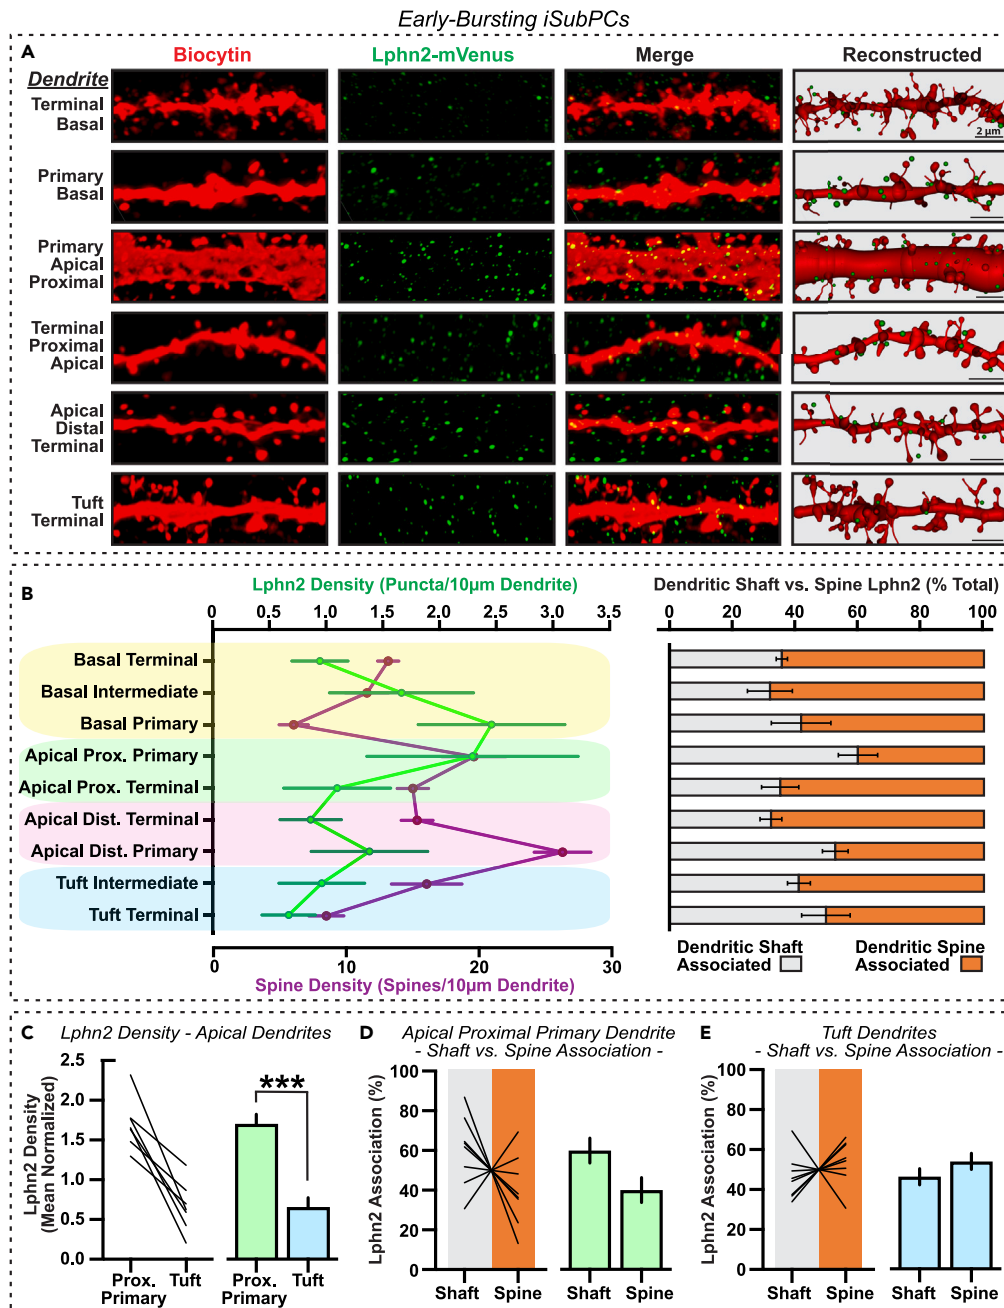 Early-Bursting iSubPCs
A
Biocytin Lphn2-mVenus Merge Reconstructed
Dendrite
Terminal
Basal
2 μm
Primary
Basal
Primary
Apical
Proximal
Terminal
Proximal
Apical
Apical
Distal
Terminal
Tuft
Terminal
B
Lphn2 Density (Puncta/10μm Dendrite)
0 0.5 1.0 1.5 2.0 2.5 3.0 3.5
Dendritic Shaft vs. Spine Lphn2 (% Total)
0 20 40 60 80 100
Basal Terminal
Basal Intermediate
Basal Primary
Apical Prox. Primary
Apical Prox. Terminal
Apical Dist. Terminal
Apical Dist. Primary
Tuft Intermediate
Tuft Terminal
0 10 20 30
Spine Density (Spines/10μm Dendrite)
Dendritic Shaft
Associated
Dendritic Spine
Associated
C
Lphn2 Density - Apical Dendrites
Lphn2 Density
(Mean Normalized)
2.5
2.0
1.5
1.0
0.5
0.0
***
Prox.
Primary
Tuft
Prox.
Primary
Tuft
D
Apical Proximal Primary Dendrite
- Shaft vs. Spine Association -
Lphn2 Association (%)
100
80
60
40
20
0
Shaft Spine Shaft Spine
E
Tuft Dendrites
- Shaft vs. Spine Association -
Lphn2 Association (%)
100
80
60
40
20
0
Shaft Spine Shaft Spine